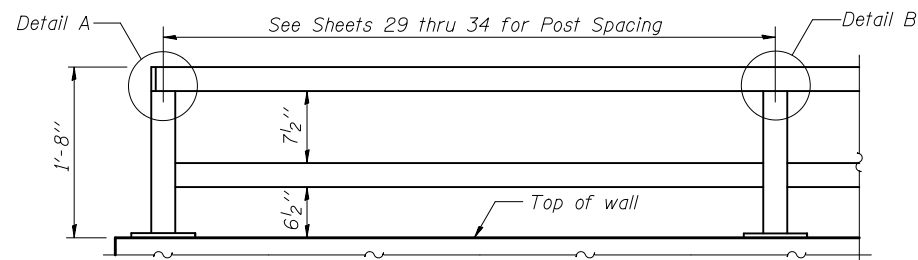 Detail A
See Sheets 29 thru 34 for Post Spacing
Detail B
1'-8"
7½"
6½"
Top of wall